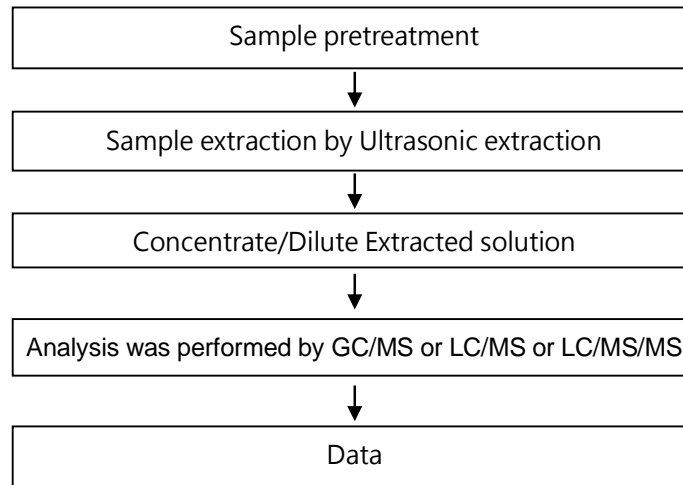 Sample pretreatment
Sample extraction by Ultrasonic extraction
Concentrate/Dilute Extracted solution
Analysis was performed by GC/MS or LC/MS or LC/MS/MS
Data